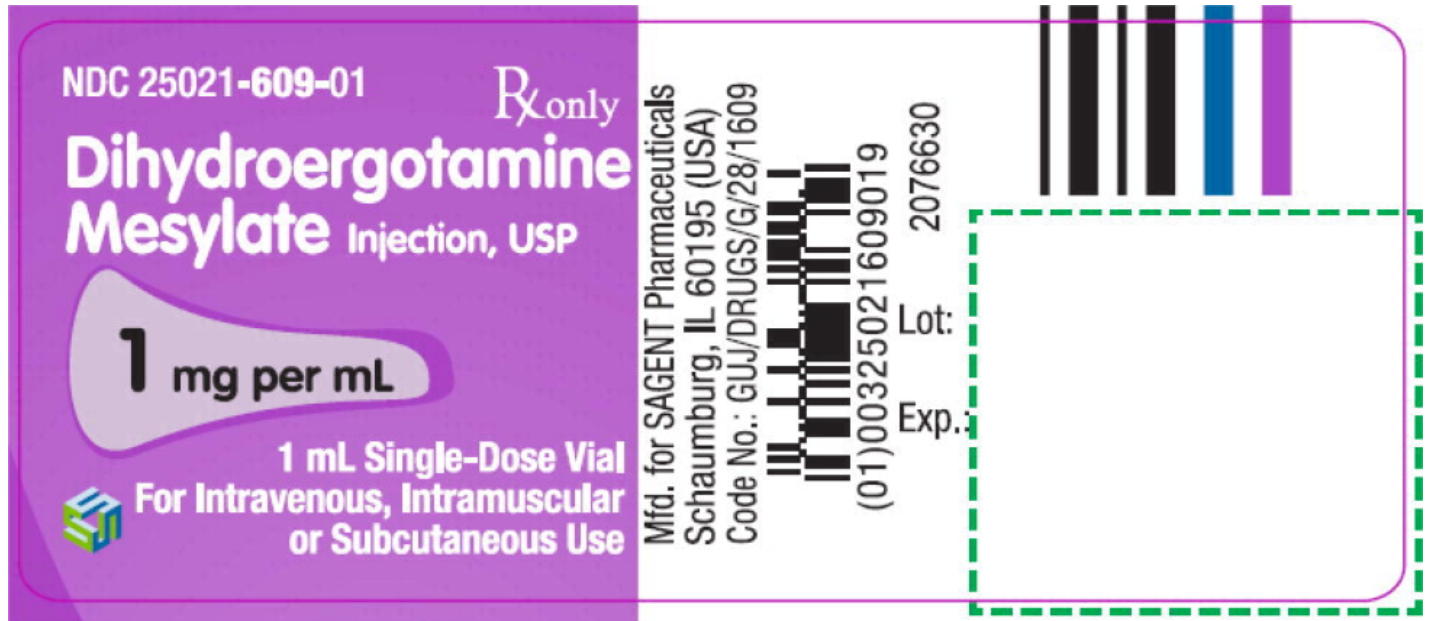 NDC 25021-609-01
Rx only
Dihydroergotamine
Mesylate Injection, USP
1 mg per mL
1 mL Single-Dose Vial
For Intravenous, Intramuscular
or Subcutaneous Use
Mfd. for SAGENT Pharmaceuticals
Schaumburg, IL 60195 (USA)
Code No.: GUJ/DRUGS/G/28/1609
(01)00325021609019
2076630
Lot:
Exp.: